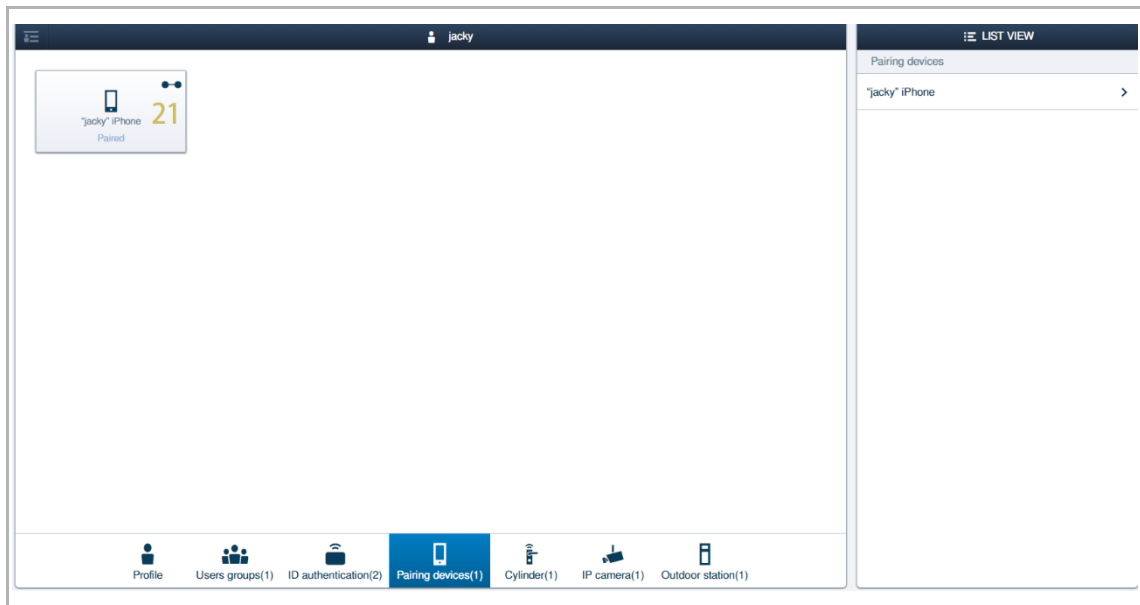 jacky
"jacky" iPhone
21
Paired
Profile
Users groups(1)
ID authentication(2)
Pairing devices(1)
Cylinder(1)
IP camera(1)
Outdoor station(1)
LIST VIEW
Pairing devices
"jacky" iPhone